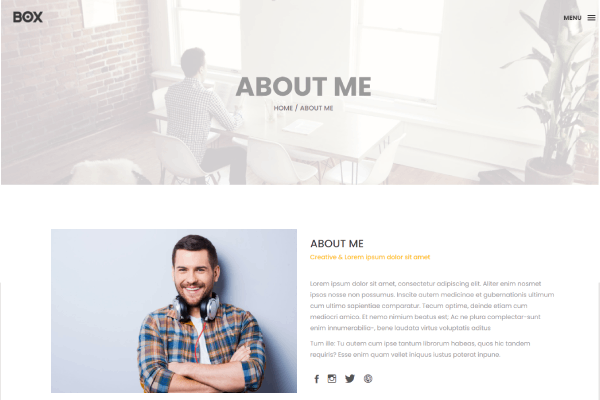 BOX
MENU
ABOUT ME
HOME / ABOUT ME
ABOUT ME
Creative & Lorem ipsum dolor sit amet
Lorem ipsum dolor sit amet, consectetur adipiscing elit. Aliter enim nosmet
ipsos nosse non possumus. Inscite autem medicinae et gubernationis ultimum
cum ultimo sapientiae comparatur. Tecum optime, deinde etiam cum
mediocri amico. Et nemo nimium beatus est; Ac ne plura complectar-sunt
enim innumerabilia-, bene laudata virtus voluptatis aditus
Tum ille: Tu autem cum ipse tantum librorum habeas, quos hic tandem
requiris? Esse enim quam vellet iniquus iustus poterat inpune.